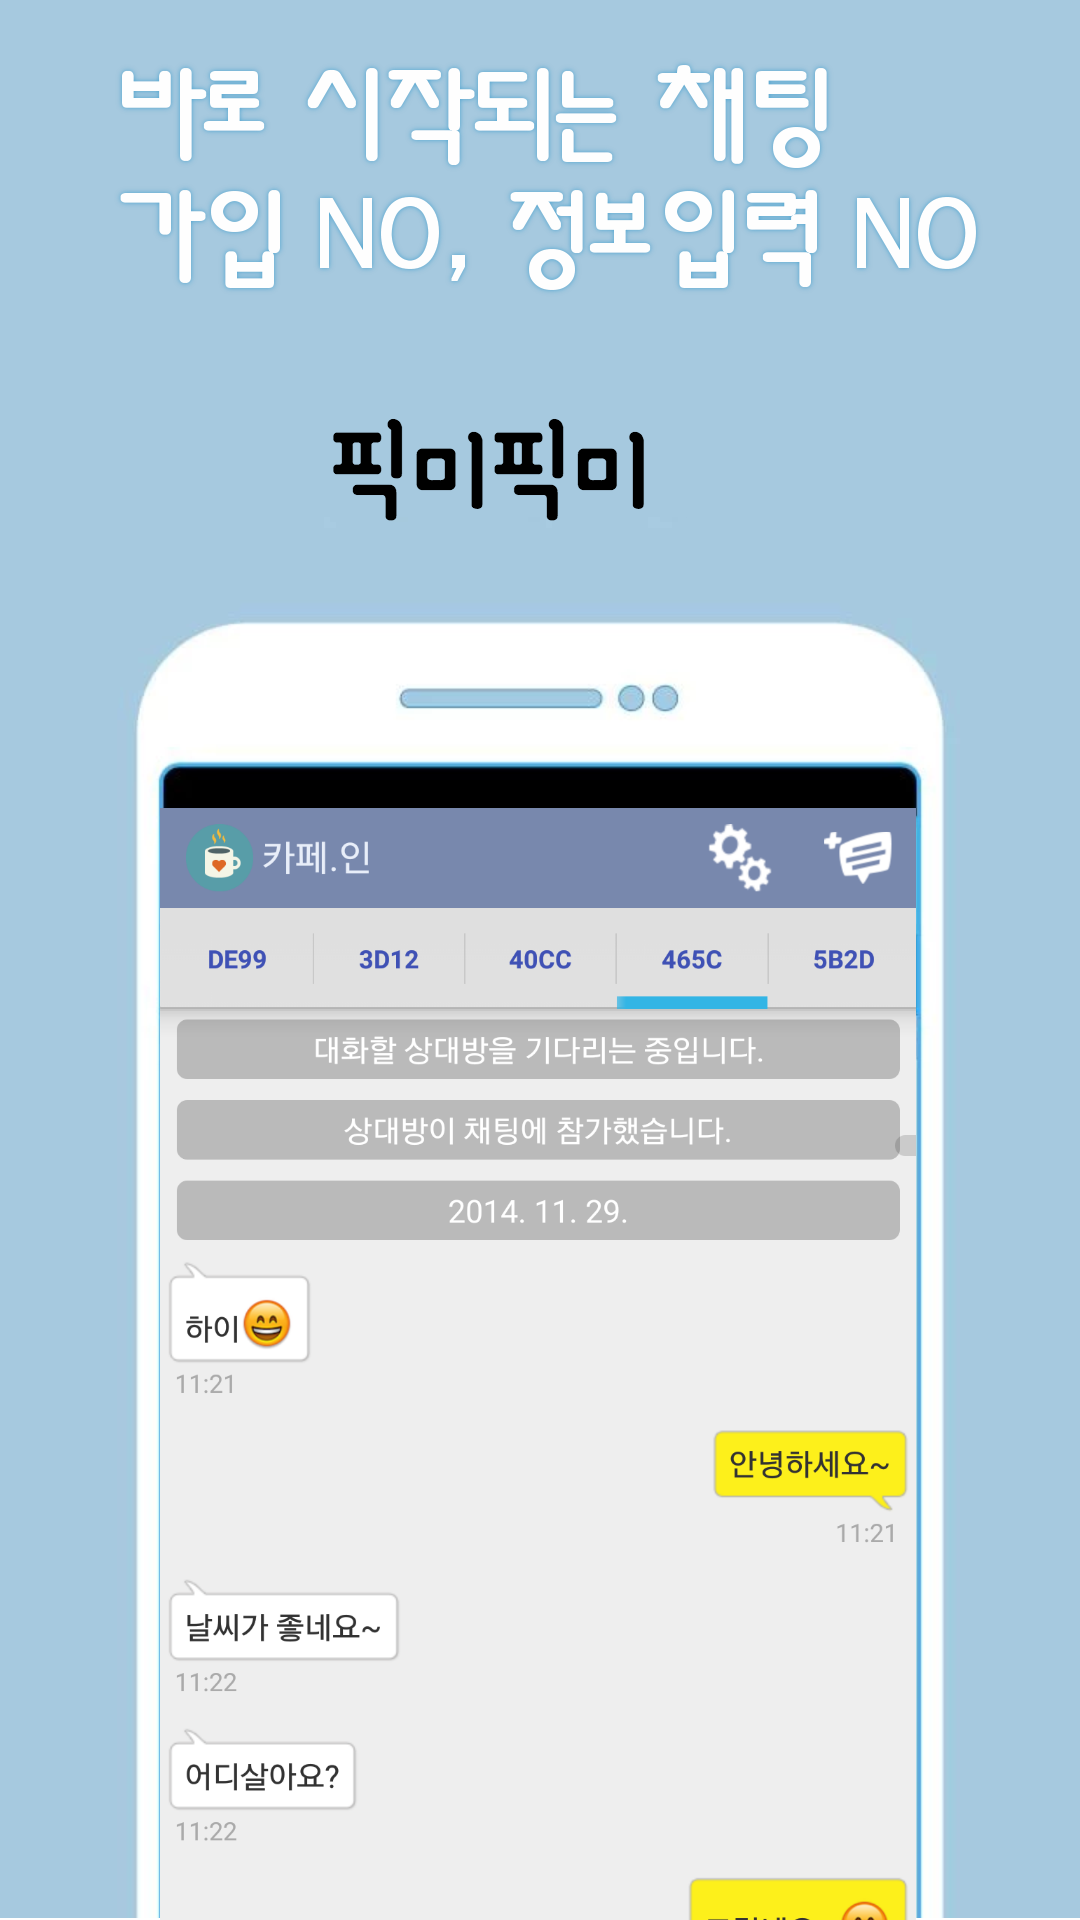 바로 시작되는 채팅
가입 NO, 정보입력 NO
픽미픽미
카페.인
DE99 3D12 40CC 465C 5B2D
대화할 상대방을 기다리는 중입니다.
상대방이 채팅에 참가했습니다.
2014. 11. 29.
하이😄
11:21
안녕하세요~
11:21
날씨가 좋네요~
11:22
어디살아요?
11:22